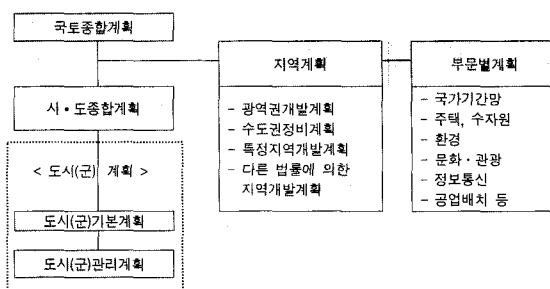 국토종합계획
지역계획
- 광역권개발계획
- 수도권정비계획
- 특정지역개발계획
- 다른 법률에 의한
지역개발계획
부문별계획
- 국가기간망
- 주택, 수자원
- 환경
- 문화·관광
- 정보통신
- 공업배치 등
시·도종합계획
< 도시(군) 계획 >
도시(군)기본계획
도시(군)관리계획